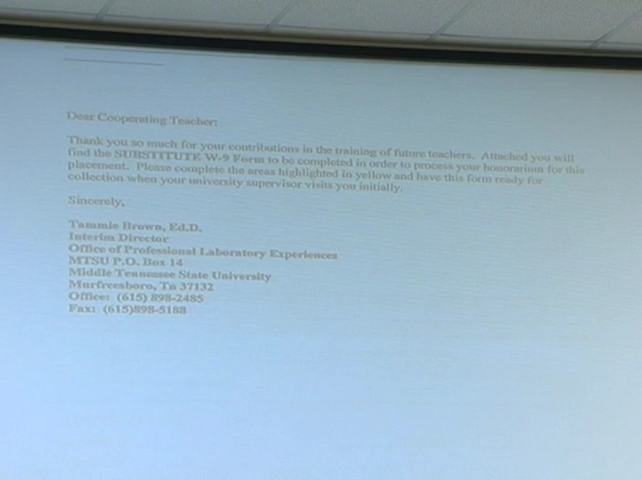 Dear Cooperating Teacher:
Thank you so much for your contributions in the training of future teachers. Attached you will
find the SUBSTITUTE W-9 Form to be completed in order to process your honorarium for this
placement. Please complete the areas highlighted in yellow and have this form ready for
collection when your university supervisor visits you initially.
Sincerely,
Tammie Brown, Ed.D.
Interim Director
Office of Professional Laboratory Experiences
MTSU P.O. Box 14
Middle Tennessee State University
Murfreesboro, Tn 37132
Office: (615) 898-2485
Fax: (615)898-5188